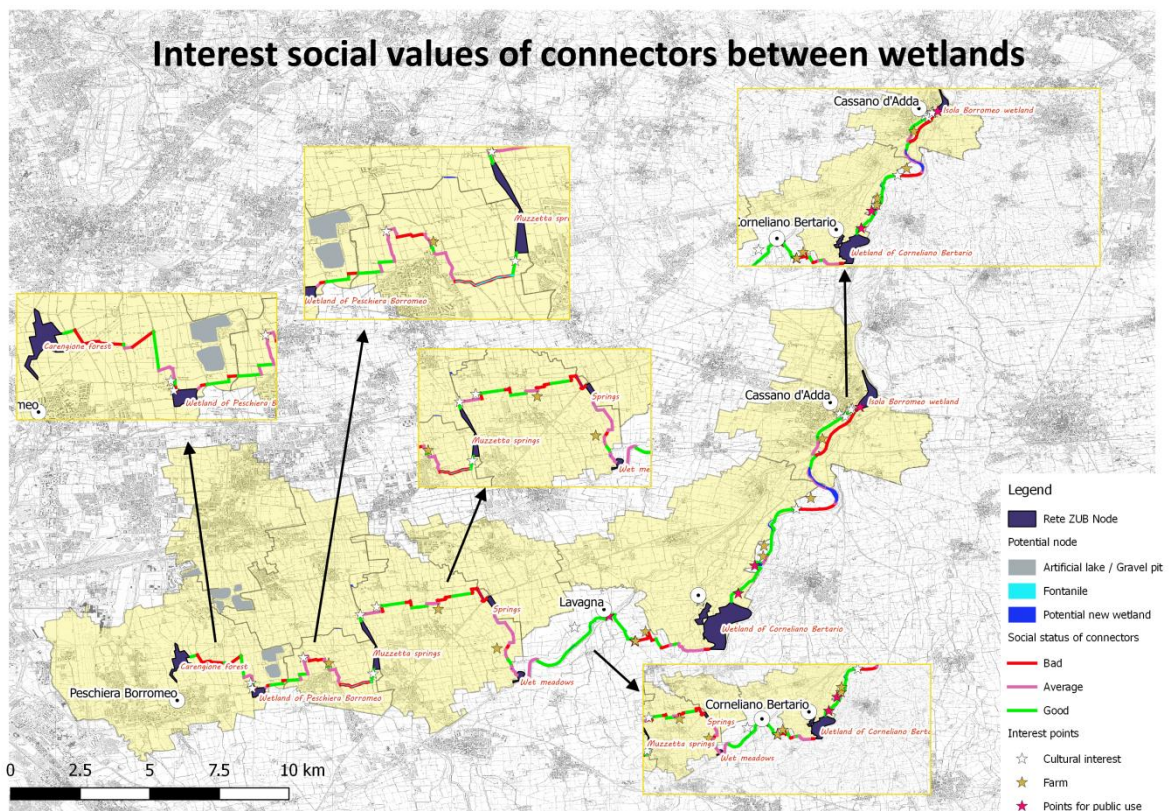 Interest social values of connectors between wetlands
Cassano d'Adda
Isola Borromeo wetland
Corneliano Bertario
Wetland of Corneliano Bertario
Muzzetta spri
Wetland of Peschiera Borromeo
Carengione forest
Wetland of Peschiera B
meo
Springs
Muzzetta springs
Wet me
Cassano d'Adda
Isola Borromeo wetland
Lavagna
Springs
Wetland of Corneliano Bertario
Muzzetta springs
Carengione forest
Wet meadows
Peschiera Borromeo
Wetland of Peschiera Borromeo
Corneliano Bertario
Springs
Wetland of Corneliano Berta
Muzzetta springs
Wet meadows
0 2.5 5 7.5 10 km
Legend
Rete ZUB Node
Potential node
Artificial lake / Gravel pit
Fontanile
Potential new wetland
Social status of connectors
Bad
Average
Good
Interest points
Cultural interest
Farm
Points for public use